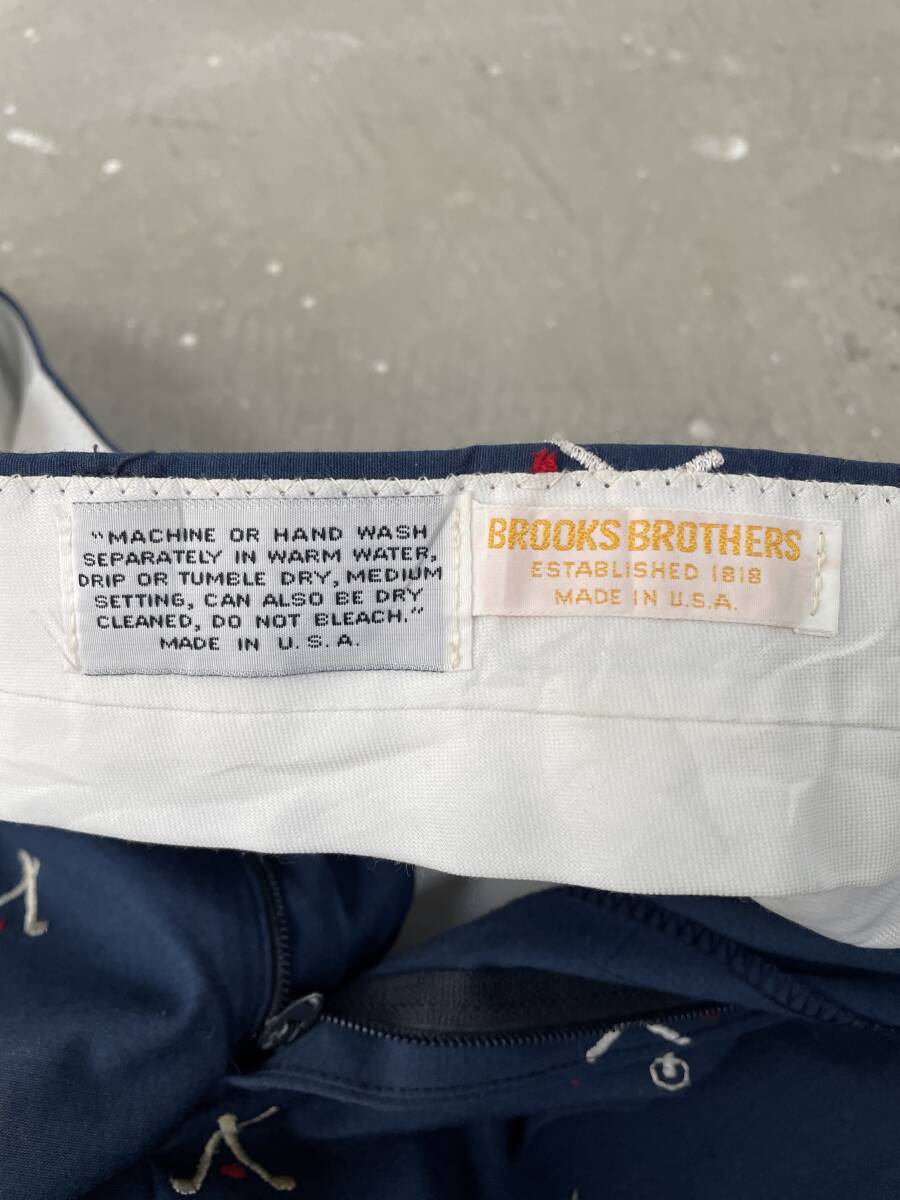 "MACHINE OR HAND WASH
SEPARATELY IN WARM WATER,
DRIP OR TUMBLE DRY, MEDIUM
SETTING, CAN ALSO BE DRY
CLEANED, DO NOT BLEACH."
MADE IN U.S.A.
BROOKS BROTHERS
ESTABLISHED 1818
MADE IN U.S.A.